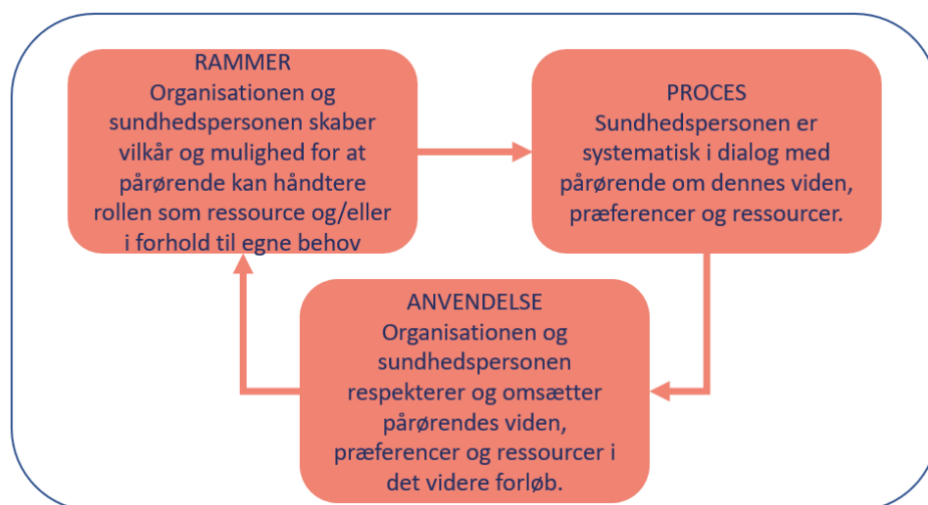 RAMMER
Organisationen og
sundhedspersonen skaber
vilkår og mulighed for at
pårørende kan håndtere
rollen som ressource og/eller
i forhold til egne behov
PROCES
Sundhedspersonen er
systematisk i dialog med
pårørende om dennes viden,
præferencer og ressourcer.
ANVENDELSE
Organisationen og
sundhedspersonen
respekterer og omsætter
pårørendes viden,
præferencer og ressourcer i
det videre forløb.